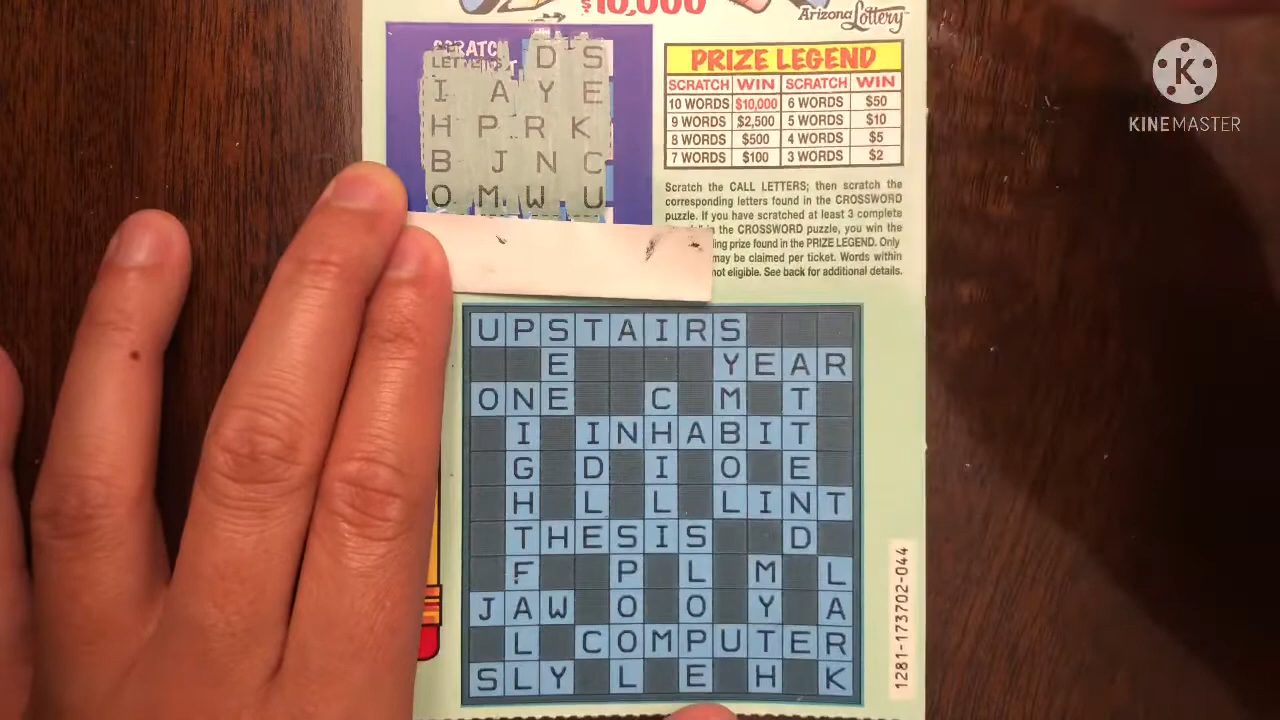 $10,000
Arizona Lottery
K
KINEMASTER
SCRATCH
D S
I A Y E
H P R K
B J N C
O M W U
PRIZE LEGEND
SCRATCH WIN SCRATCH WIN
10 WORDS $10,000 6 WORDS $50
9 WORDS $2,500 5 WORDS $10
8 WORDS $500 4 WORDS $5
7 WORDS $100 3 WORDS $2
Scratch the CALL LETTERS; then scratch the
corresponding letters found in the CROSSWORD
puzzle. If you have scratched at least 3 complete
in the CROSSWORD puzzle, you win the
prize found in the PRIZE LEGEND. Only
may be claimed per ticket. Words within
not eligible. See back for additional details.
UPSTAIRS
E YEAR
ONE C M T
I INHABIT
G D I O E
H L L LINT
THESIS D
F P L M L
JAW O O Y A
L COMPUTER
SLY L E H K
1281-173702-044